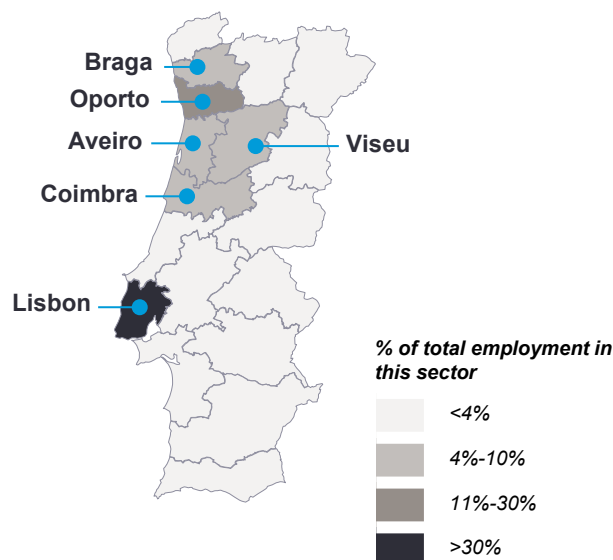 Braga
Oporto
Aveiro
Viseu
Coimbra
Lisbon
% of total employment in
this sector
<4%
4%-10%
11%-30%
>30%